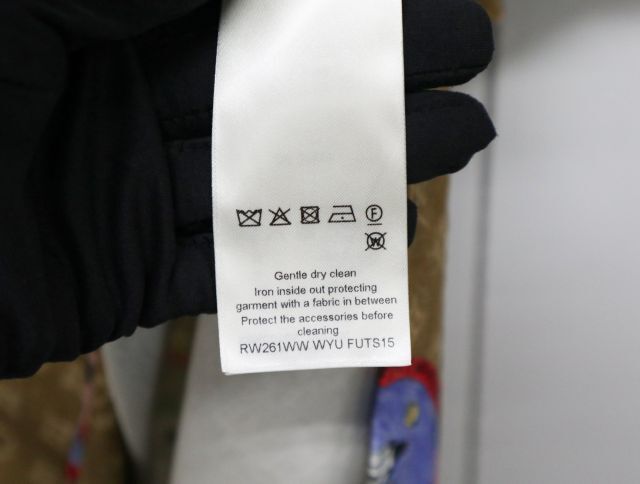 F
W
Gentle dry clean
Iron inside out protecting
garment with a fabric in between
Protect the accessories before
cleaning
RW261WW WYU FUTS15